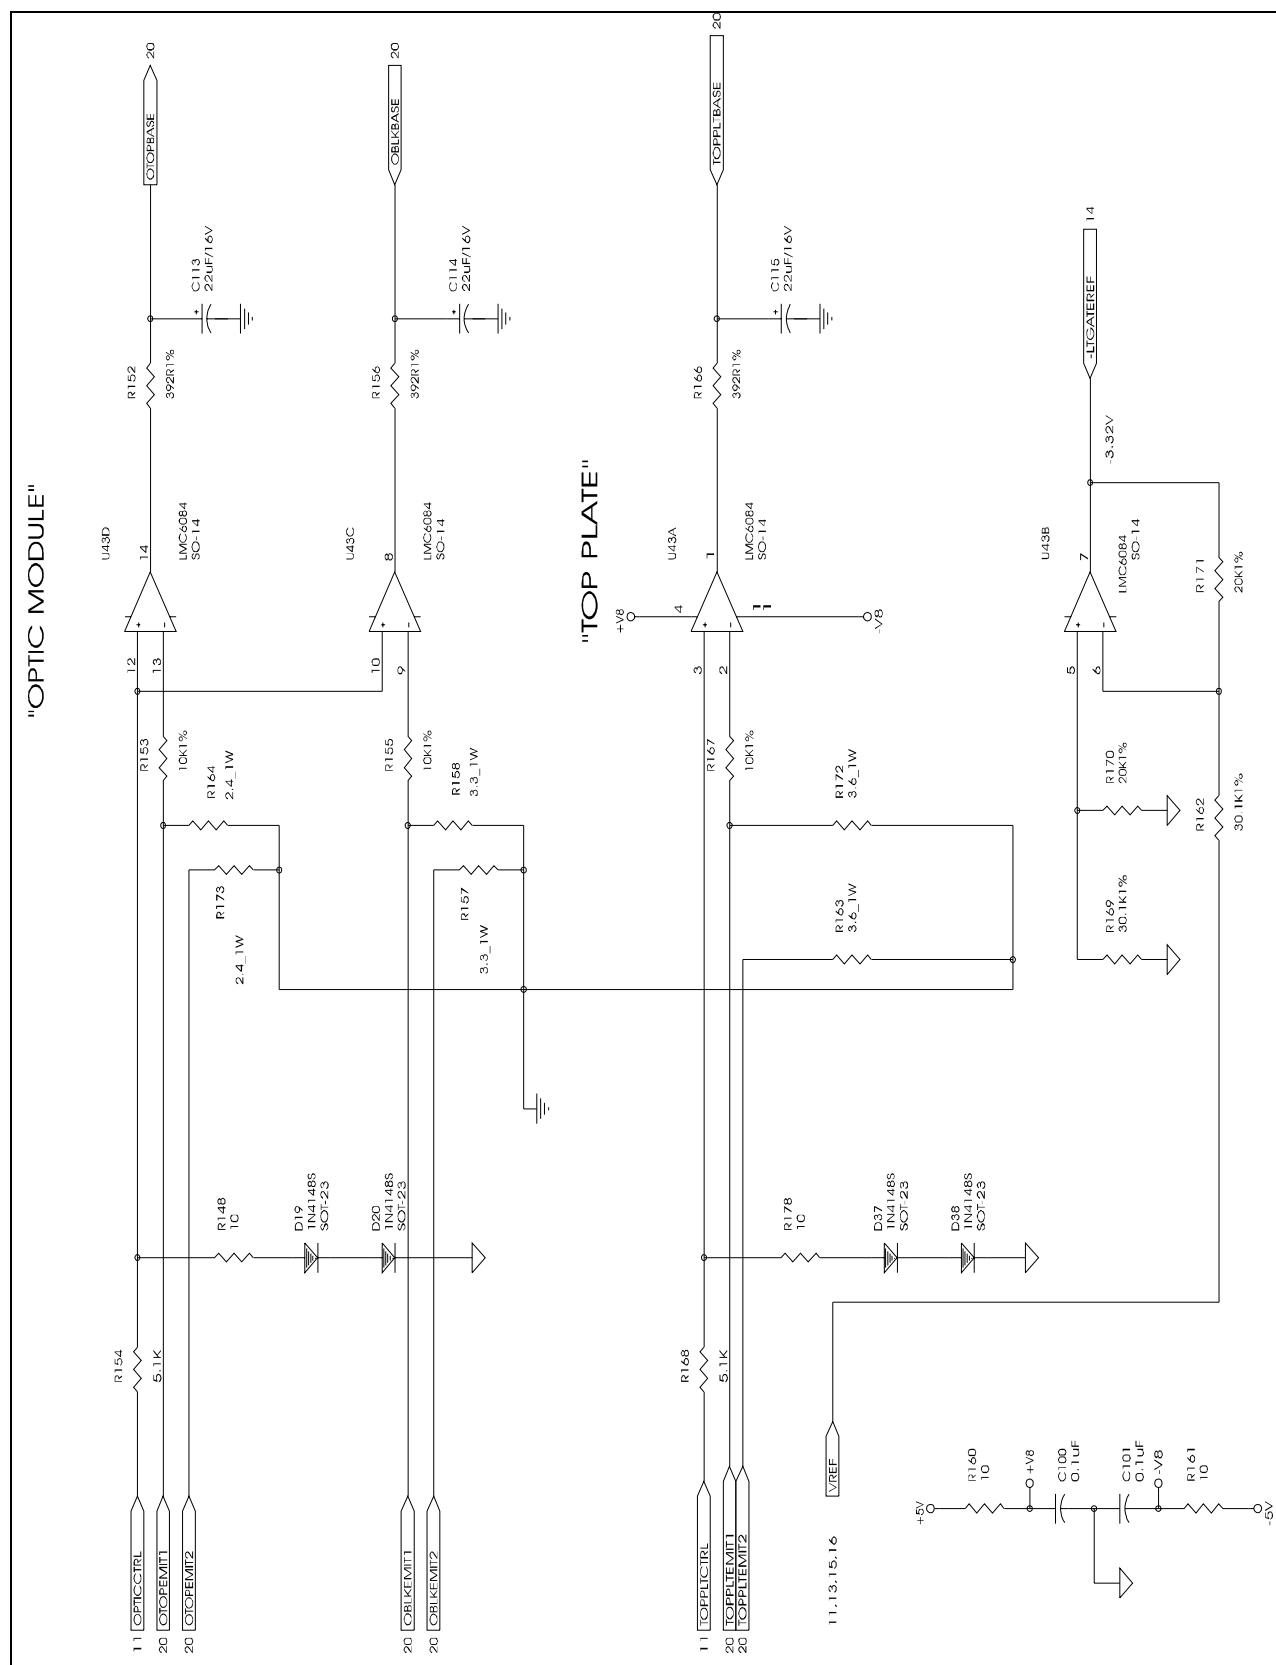 "OPTIC MODULE"
OTOPBASE
20
C113
22uF/16V
+
R152
392R1%
U43D
14
LMC6084
SO-14
12
13
+
-
R153
10K1%
R164
2.4_1W
R173
2.4_1W
OBLKBASE
20
C114
22uF/16V
+
R156
392R1%
U43C
8
LMC6084
SO-14
10
9
+
-
R155
10K1%
R158
3.3_1W
R157
3.3_1W
R148
10
D19
1N4148S
SOT-23
D20
1N4148S
SOT-23
R154
5.1K
11 OPTICCTRL
20 OTOPEMIT1
20 OTOPEMIT2
20 OBLKEMIT1
20 OBLKEMIT2
"TOP PLATE"
TOPPLTBASE
20
C115
22uF/16V
+
R166
392R1%
U43A
1
LMC6084
SO-14
+V8
4
11
-V8
3
2
+
-
R167
10K1%
R172
3.6_1W
R163
3.6_1W
R178
10
D37
1N4148S
SOT-23
D38
1N4148S
SOT-23
R168
5.1K
11 TOPPLTCTRL
20 TOPPLTEMIT1
20 TOPPLTEMIT2
-LTGATEREF
14
-3.32V
U43B
7
LMC6084
SO-14
5
6
+
-
R171
20K1%
R170
20K1%
R162
30.1K1%
R169
30.1K1%
VREF
11,13,15,16
+5V
R160
10
+V8
C100
0.1uF
C101
0.1uF
-V8
R161
10
-5V